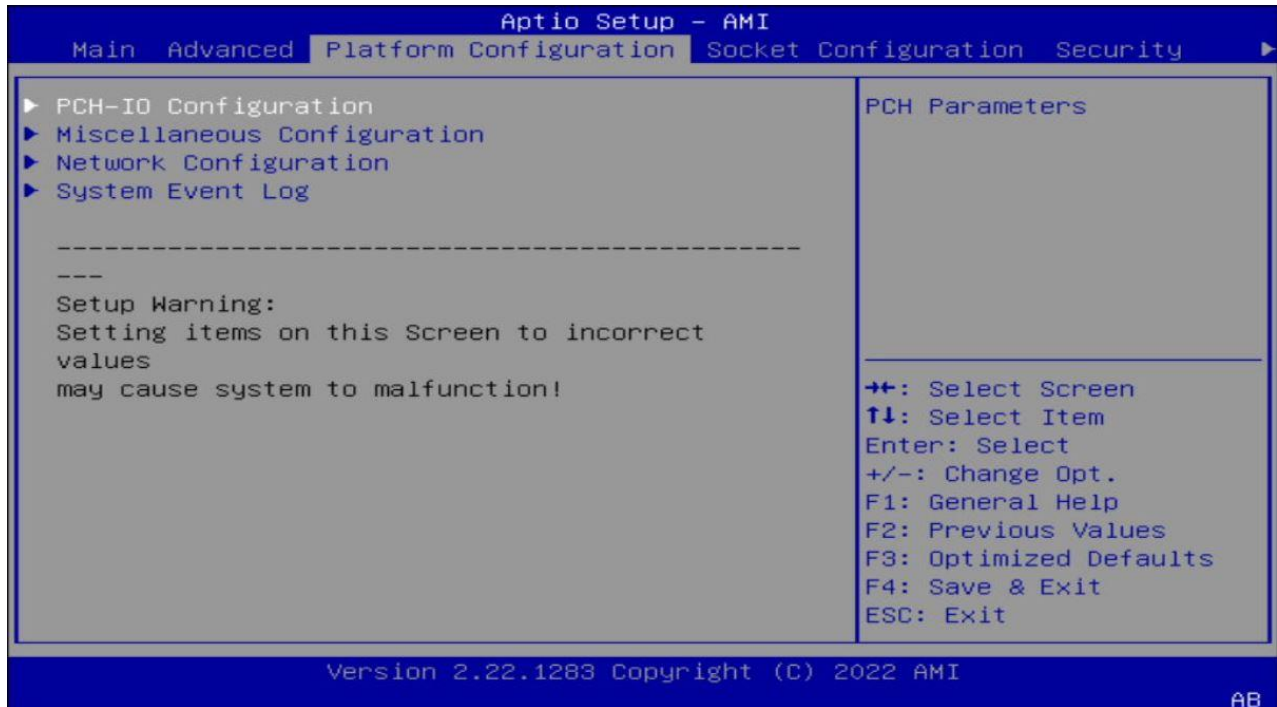 Aptio Setup – AMI
Main Advanced Platform Configuration Socket Configuration Security ▶
▶ PCH-IO Configuration
▶ Miscellaneous Configuration
▶ Network Configuration
▶ System Event Log
-----------------------------------------------
---
Setup Warning:
Setting items on this Screen to incorrect
values
may cause system to malfunction!
PCH Parameters
→←: Select Screen
↑↓: Select Item
Enter: Select
+/-: Change Opt.
F1: General Help
F2: Previous Values
F3: Optimized Defaults
F4: Save & Exit
ESC: Exit
Version 2.22.1283 Copyright (C) 2022 AMI
AB